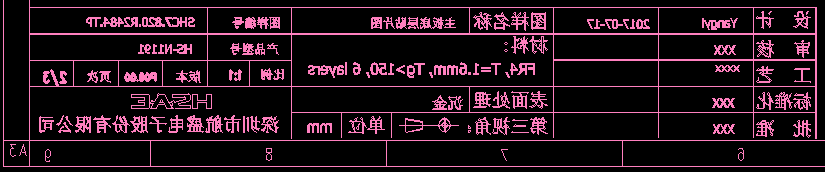 设 计 Yangyl 2017-07-17 图样名称 主板底层贴片图 图样编号 SHC7.820.R2484.TP
审 核 xxx 材料: 产品型号 HS-N1191
工 艺 xxxx FR4, T=1.6mm, Tg>150, 6 layers 比例 1:1 版本 P00.00 页次 2/3
标准化 xxx 表面处理 沉金 HSAE
批 准 xxx 第三视角: 单位 mm 深圳市航盛电子股份有限公司
6 7 8 9 A3